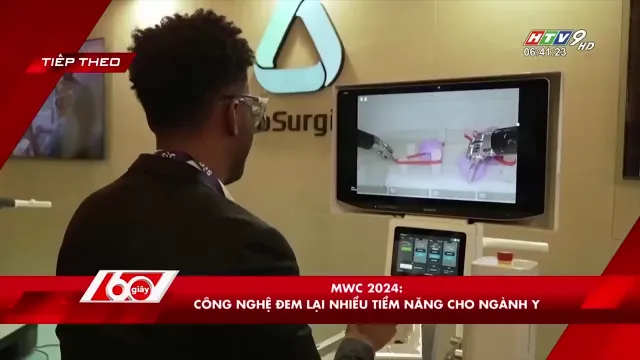 TIẾP THEO
HTV9 HD
06:41:23
Surgi
60 giây
MWC 2024:
CÔNG NGHỆ ĐEM LẠI NHIỀU TIỀM NĂNG CHO NGÀNH Y